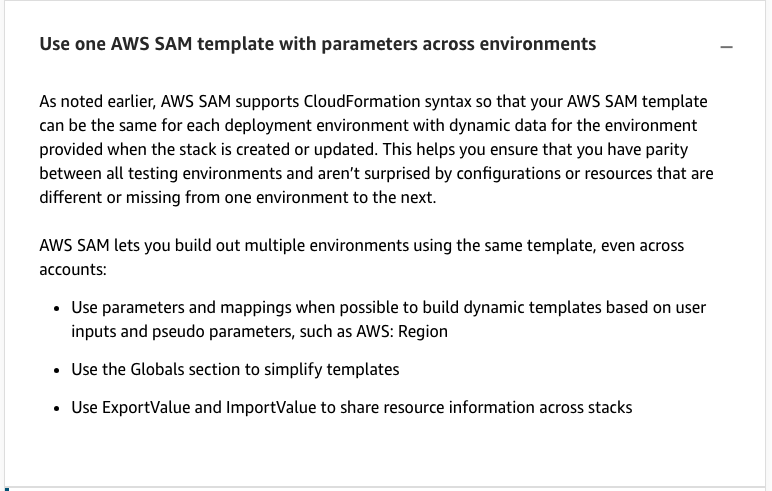 Use one AWS SAM template with parameters across environments
As noted earlier, AWS SAM supports CloudFormation syntax so that your AWS SAM template
can be the same for each deployment environment with dynamic data for the environment
provided when the stack is created or updated. This helps you ensure that you have parity
between all testing environments and aren't surprised by configurations or resources that are
different or missing from one environment to the next.
AWS SAM lets you build out multiple environments using the same template, even across
accounts:
• Use parameters and mappings when possible to build dynamic templates based on user
inputs and pseudo parameters, such as AWS: Region
• Use the Globals section to simplify templates
• Use ExportValue and ImportValue to share resource information across stacks